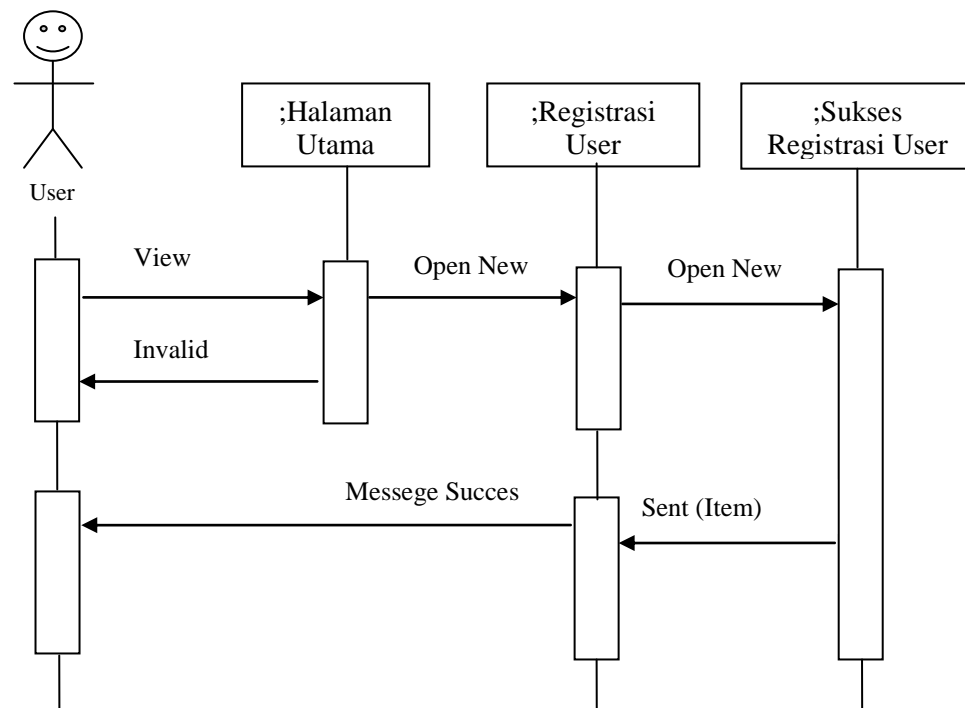 ;Halaman
Utama
;Registrasi
User
;Sukses
Registrasi User
User
View
Open New
Open New
Invalid
Messege Succes
Sent (Item)